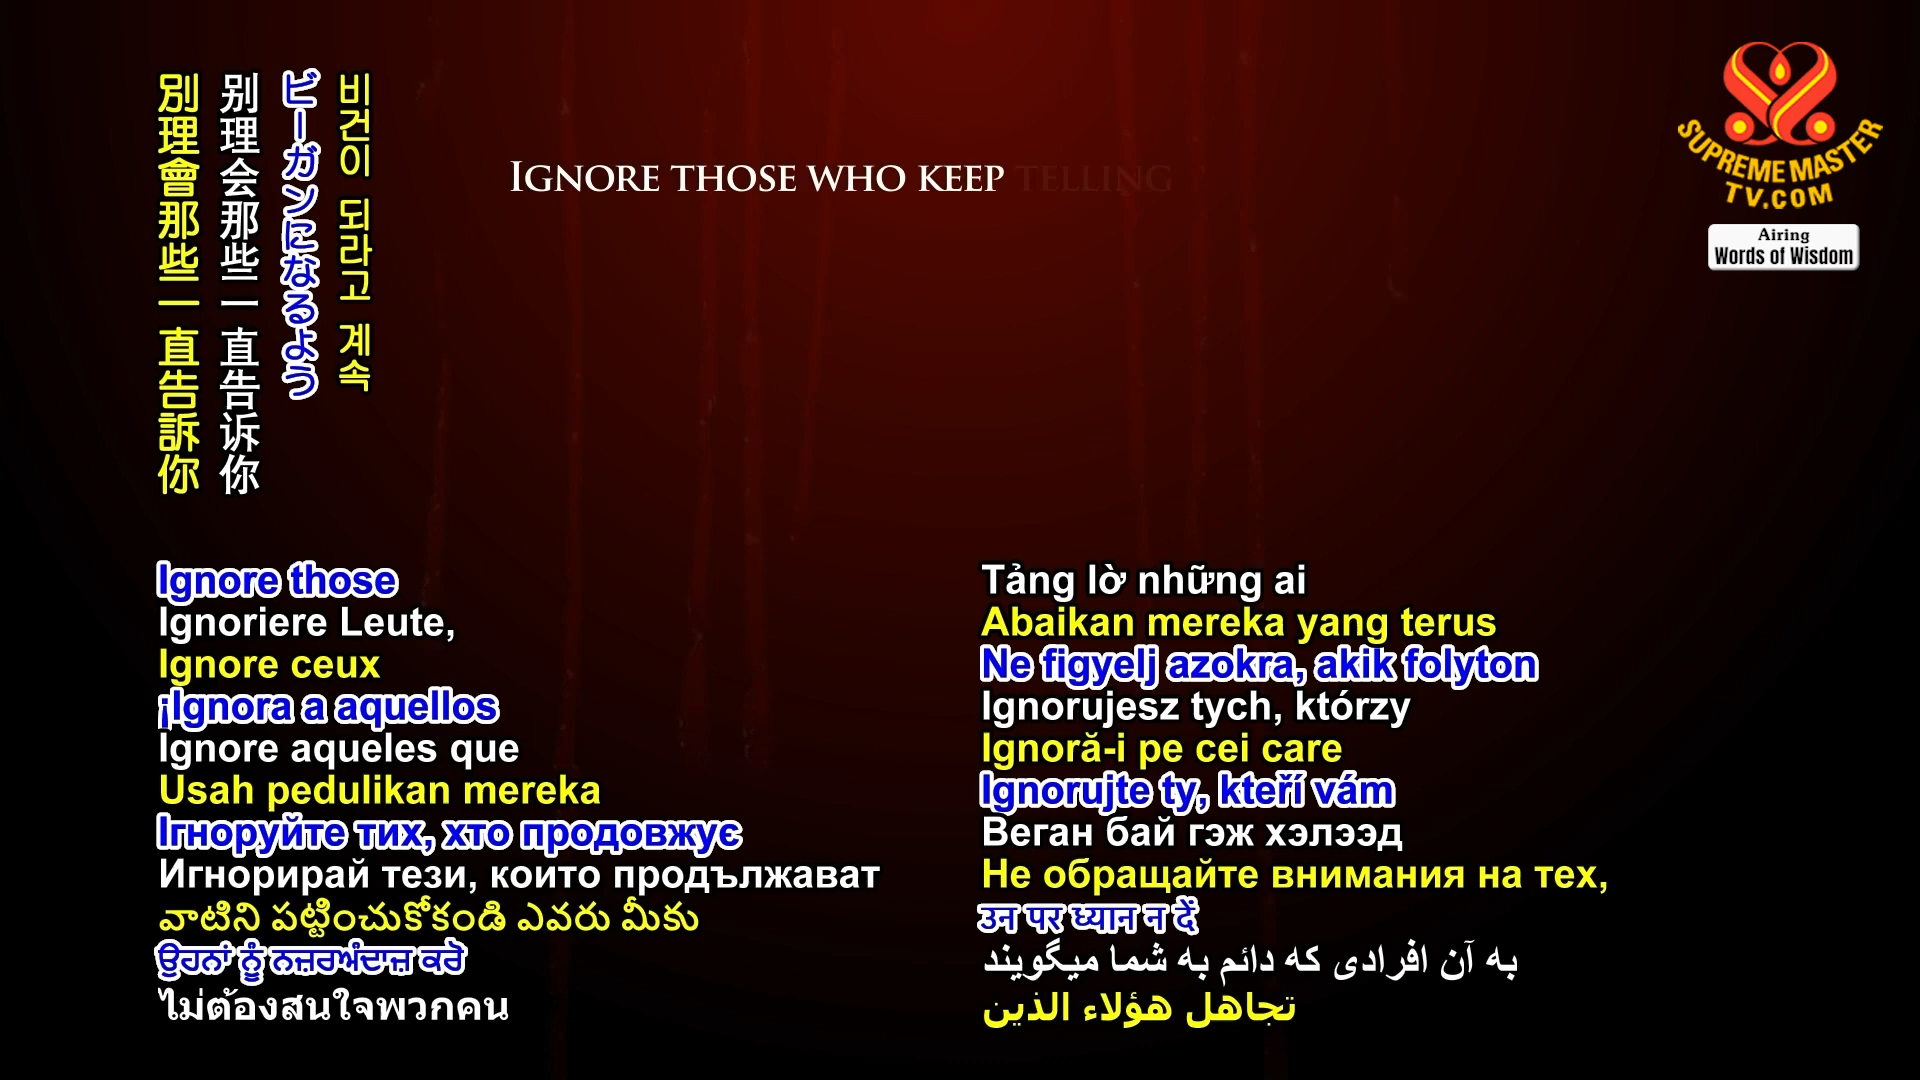 別理會那些一直告訴你
别理会那些一直告诉你
ビーガンになるよう
비건이 되라고 계속
IGNORE THOSE WHO KEEP TELLING
SUPREME MASTER
TV.COM
Airing
Words of Wisdom
Ignore those
Ignoriere Leute,
Ignore ceux
¡Ignora a aquellos
Ignore aqueles que
Usah pedulikan mereka
Ігноруйте тих, хто продовжує
Игнорирай тези, които продължават
వాటిని పట్టించుకోకండి ఎవరు మీకు
ਉਹਨਾਂ ਨੂੰ ਨਜ਼ਰਅੰਦਾਜ਼ ਕਰੋ
ไม่ต้องสนใจพวกคน
Tảng lờ những ai
Abaikan mereka yang terus
Ne figyelj azokra, akik folyton
Ignorujesz tych, którzy
Ignoră-i pe cei care
Ignorujte ty, kteří vám
Веган бай гэж хэлээд
Не обращайте внимания на тех,
उन पर ध्यान न दें
به آن افرادی که دائم به شما میگویند
تجاهل هؤلاء الذين